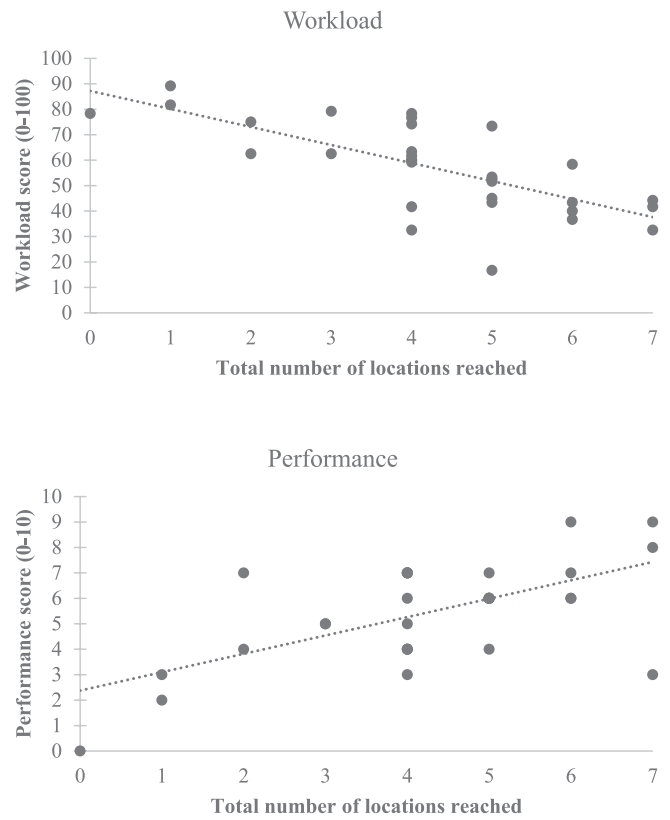 Workload
Workload score (0-100)
100
90
80
70
60
50
40
30
20
10
0
0 1 2 3 4 5 6 7
Total number of locations reached
Performance
Performance score (0-10)
10
9
8
7
6
5
4
3
2
1
0
0 1 2 3 4 5 6 7
Total number of locations reached